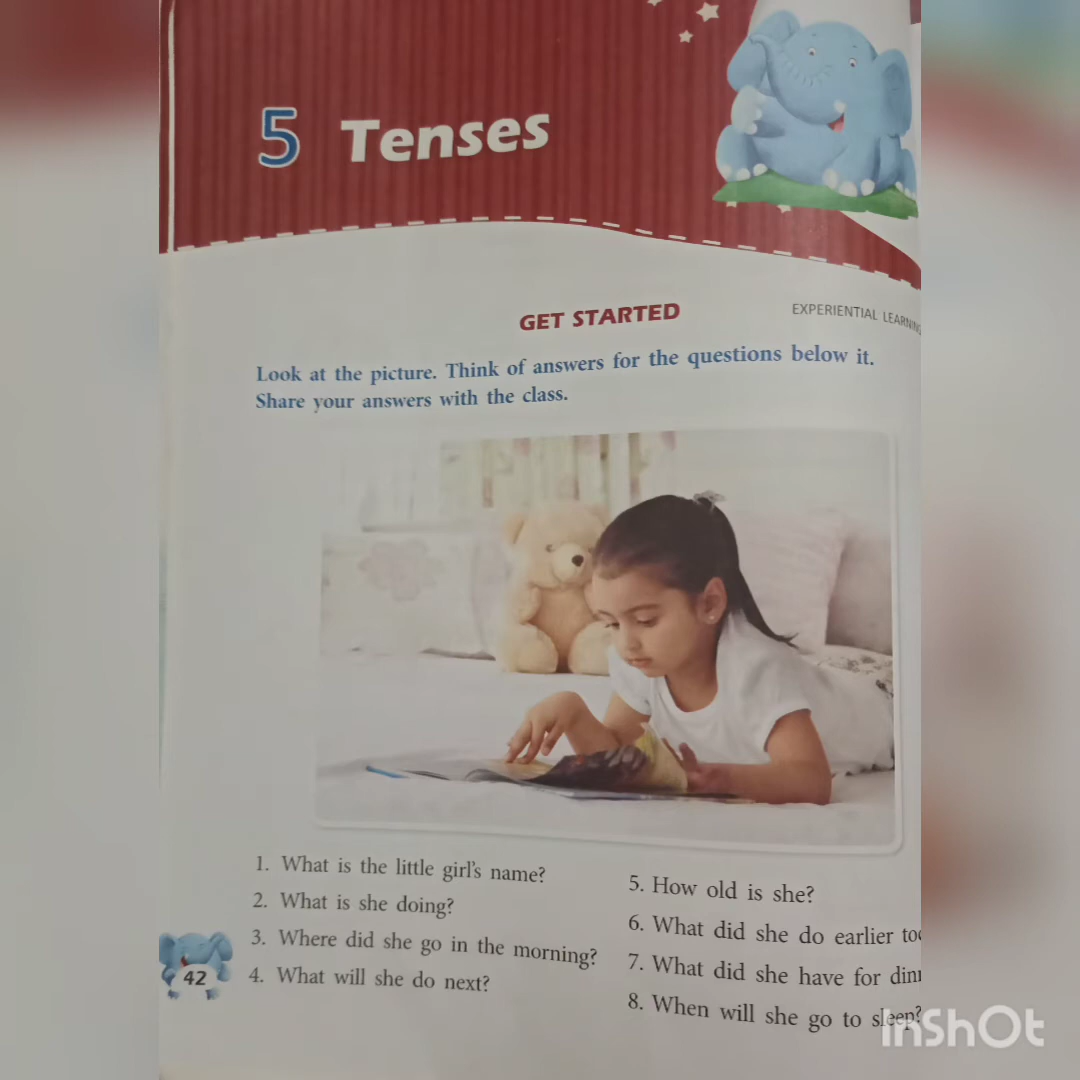 5 Tenses
GET STARTED
EXPERIENTIAL LEARNING
Look at the picture. Think of answers for the questions below it.
Share your answers with the class.
1. What is the little girl's name?
2. What is she doing?
3. Where did she go in the morning?
4. What will she do next?
5. How old is she?
6. What did she do earlier
7. What did she have for
8. When will she go to sleep?
42
InShOt